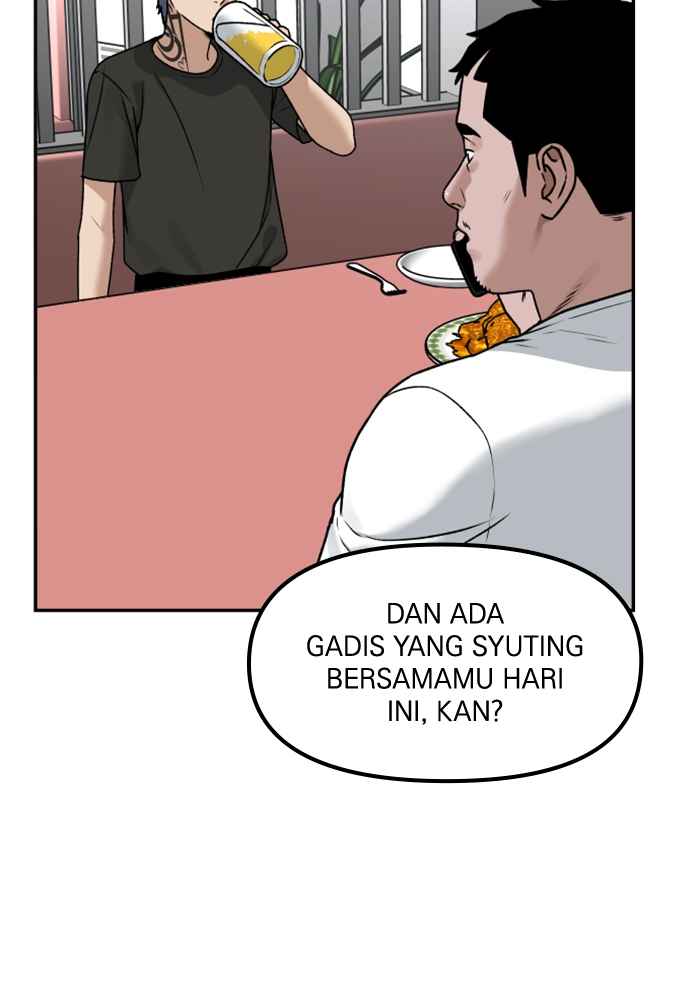 DAN ADA
GADIS YANG SYUTING
BERSAMAMU HARI
INI, KAN?